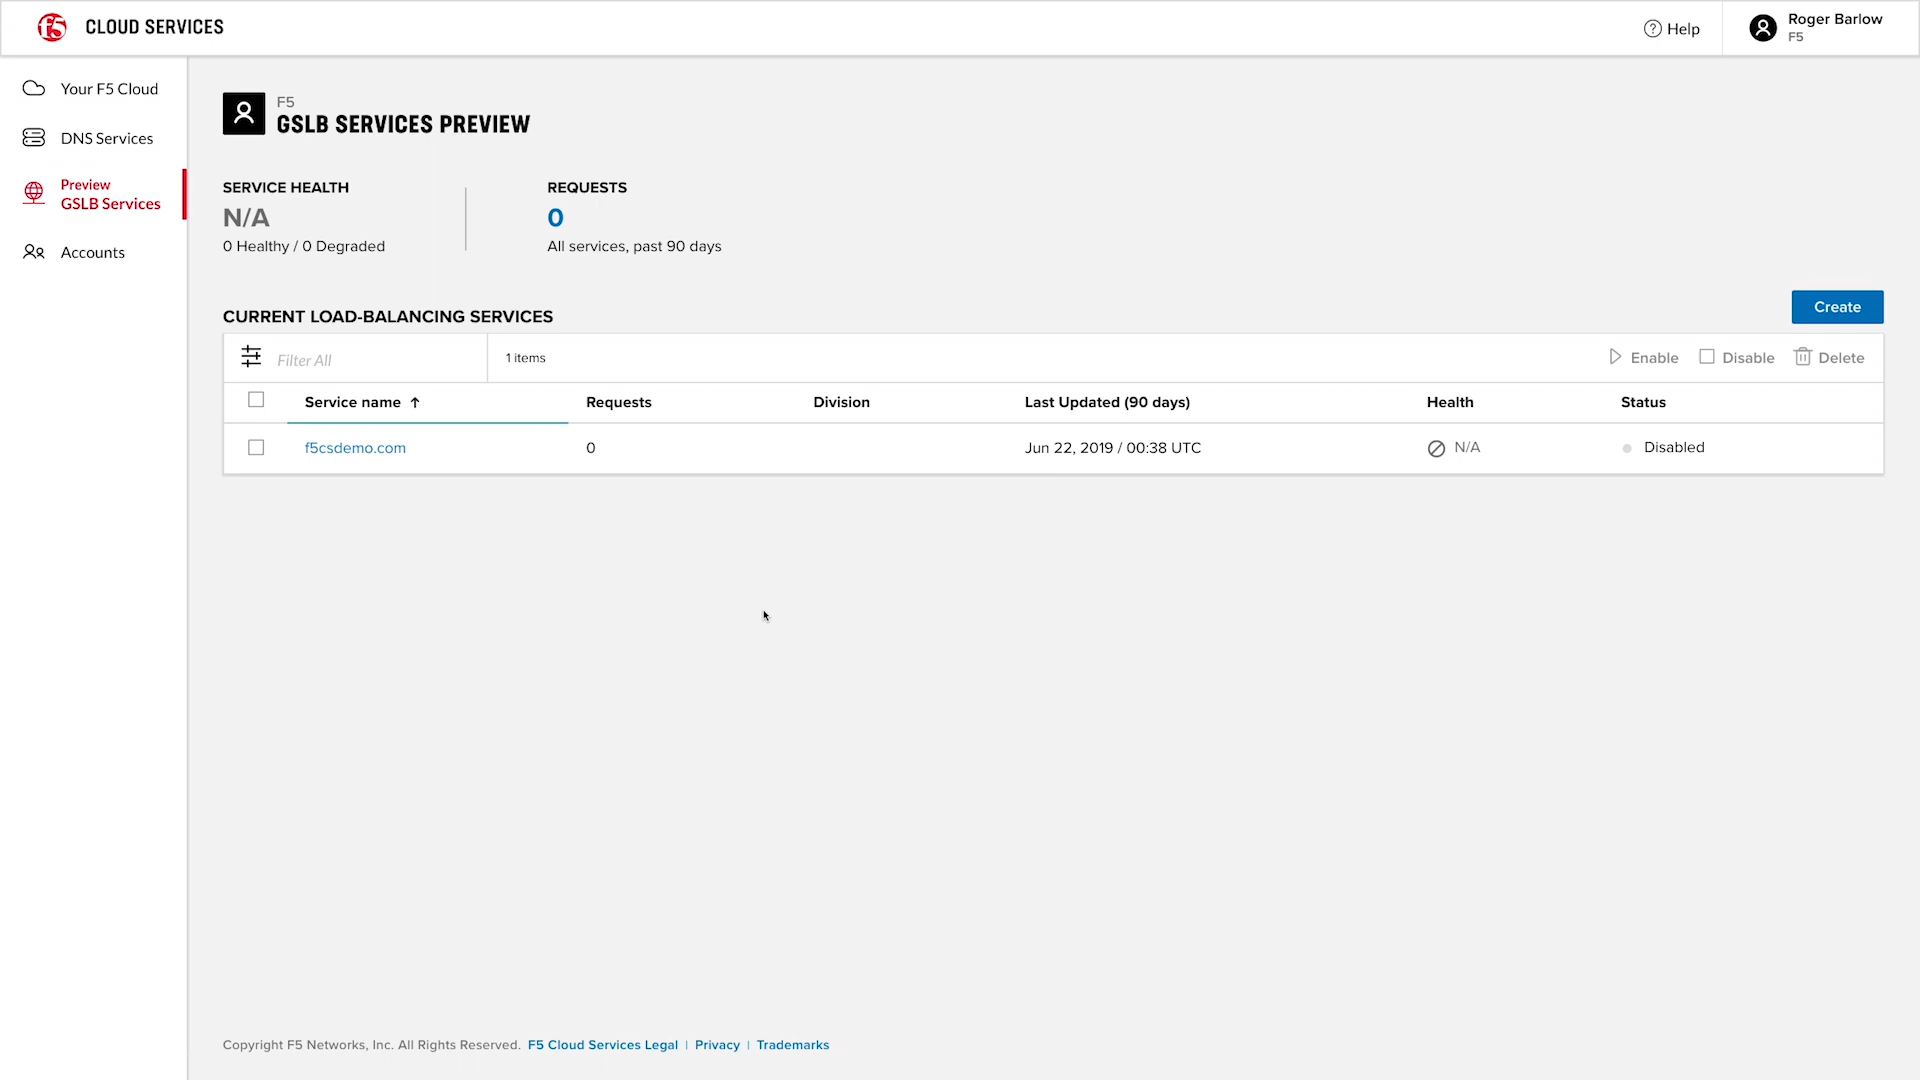 f5 CLOUD SERVICES
Help
Roger Barlow
F5
Your F5 Cloud
DNS Services
Preview
GSLB Services
Accounts
F5
GSLB SERVICES PREVIEW
SERVICE HEALTH
N/A
0 Healthy / 0 Degraded
REQUESTS
0
All services, past 90 days
CURRENT LOAD-BALANCING SERVICES
Create
Filter All
1 items
Enable
Disable
Delete
Service name Requests Division Last Updated (90 days) Health Status
f5csdemo.com 0 Jun 22, 2019 / 00:38 UTC N/A Disabled
Copyright F5 Networks, Inc. All Rights Reserved. F5 Cloud Services Legal | Privacy | Trademarks